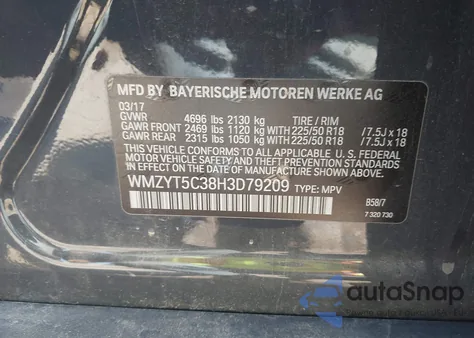 MFD BY BAYERISCHE MOTOREN WERKE AG
03/17
GVWR 4696 lbs 2130 kg TIRE / RIM
GAWR FRONT 2469 lbs 1120 kg WITH 225/50 R18 / 7.5J x 18
GAWR REAR 2315 lbs 1050 kg WITH 225/50 R18 / 7.5J x 18
THIS VEHICLE CONFORMS TO ALL APPLICABLE U.S. FEDERAL
MOTOR VEHICLE SAFETY AND THEFT PREVENTION STANDARDS
IN EFFECT ON THE DATE OF MANUFACTURE SHOWN ABOVE.
WMZYT5C38H3D79209 TYPE: MPV
B58/7
7 320 730
autoSnap